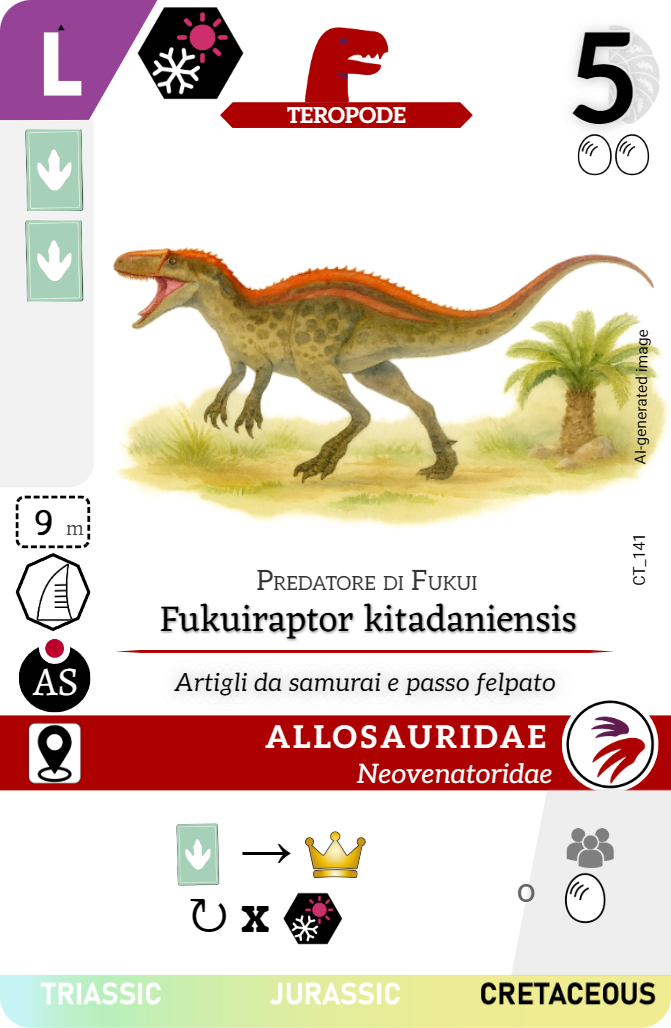 L
TEROPODE
5
AI-generated image
9 m
CT_141
AS
PREDATORE DI FUKUI
Fukuiraptor kitadaniensis
Artigli da samurai e passo felpato
ALLOSAURIDAE
Neovenatoridae
x
O
TRIASSIC JURASSIC CRETACEOUS